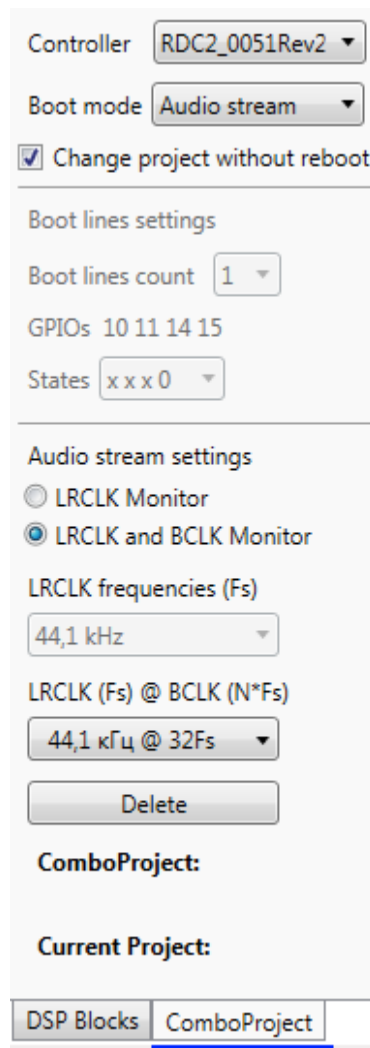 Controller RDC2_0051Rev2
Boot mode Audio stream
Change project without reboot
Boot lines settings
Boot lines count 1
GPIOs 10 11 14 15
States x x x 0
Audio stream settings
LRCLK Monitor
LRCLK and BCLK Monitor
LRCLK frequencies (Fs)
44,1 kHz
LRCLK (Fs) @ BCLK (N*Fs)
44,1 кГц @ 32Fs
Delete
ComboProject:
Current Project:
DSP Blocks ComboProject